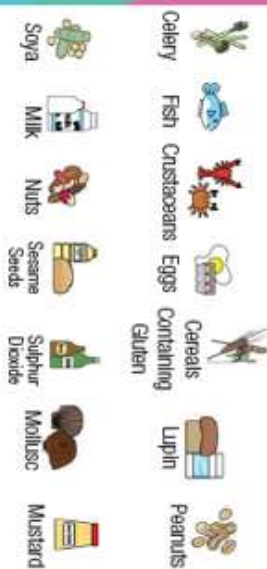 Celery
Fish
Crustaceans
Eggs
Cereals
Containing
Gluten
Lupin
Peanuts
Soya
Milk
Nuts
Sesame
Seeds
Sulphur
Dioxide
Mollusc
Mustard